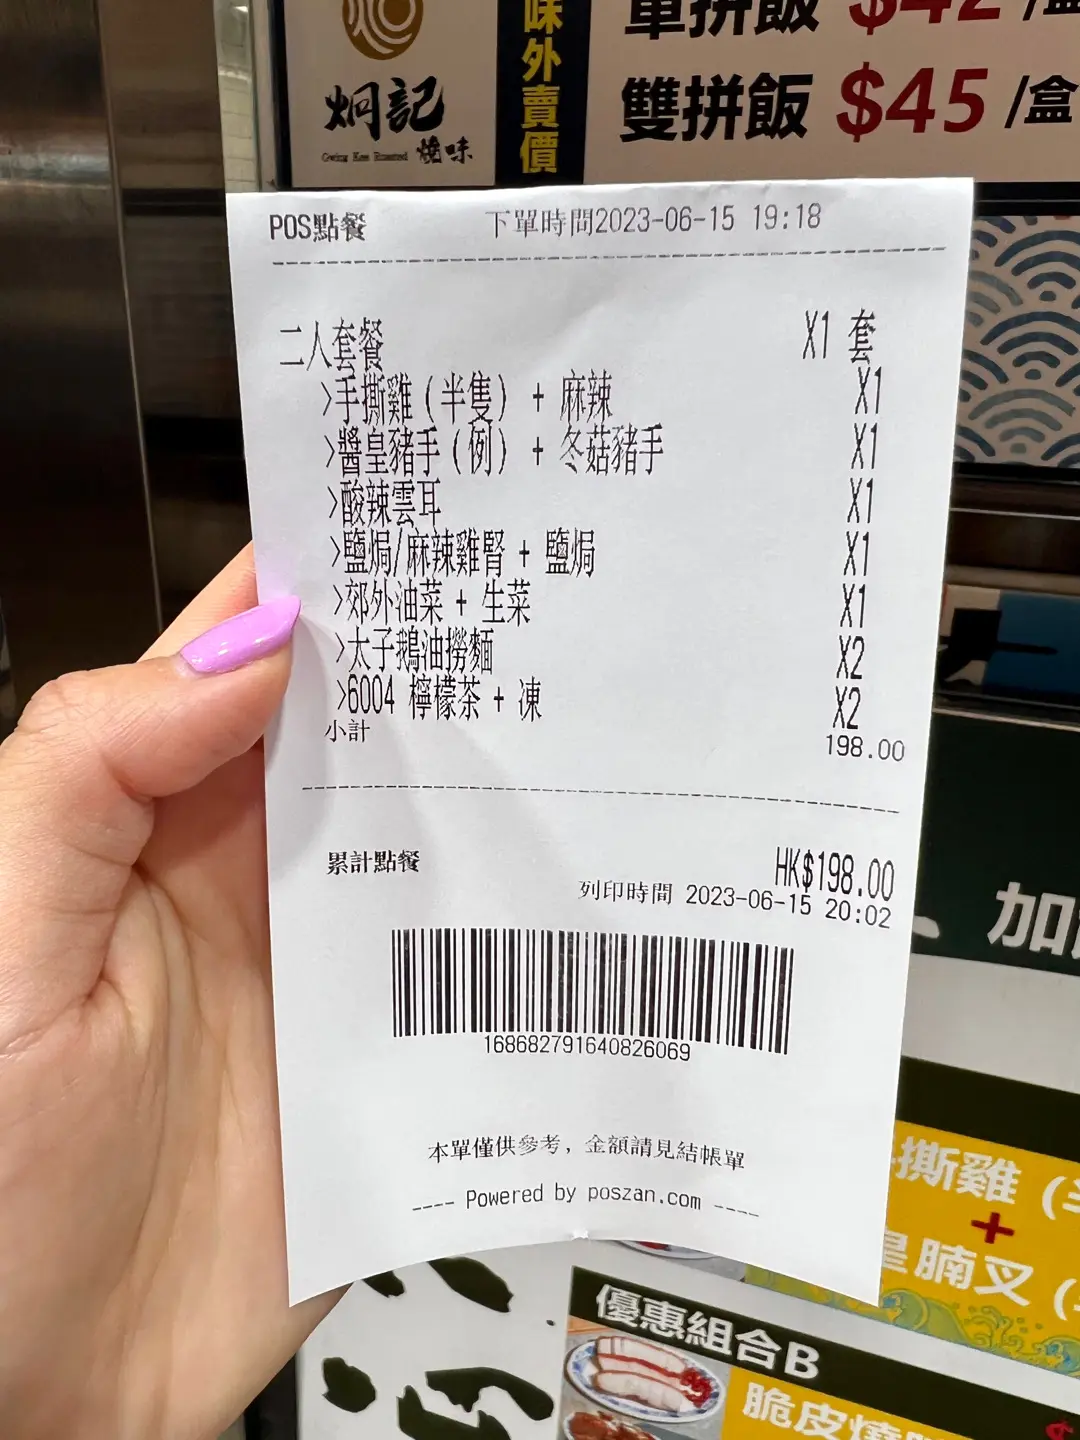 炯記
Gwing Kee Roasted 燒味
味外賣價
單拼飯 $42
雙拼飯 $45 /盒
POS點餐 下單時間2023-06-15 19:18
二人套餐 X1 套
>手撕雞(半隻) + 麻辣 X1
>醬皇豬手(例) + 冬菇豬手 X1
>酸辣雲耳 X1
>鹽焗/麻辣雞腎 + 鹽焗 X1
>郊外油菜 + 生菜 X1
>太子鵝油撈麵 X2
>6004 檸檬茶 + 凍 X2
小計 198.00
累計點餐 HK$198.00
列印時間 2023-06-15 20:02
168682791640826069
本單僅供參考, 金額請見結帳單
---- Powered by poszan.com ----
加
撕雞 (
+
皇腩叉 (
優惠組合B
脆皮燒